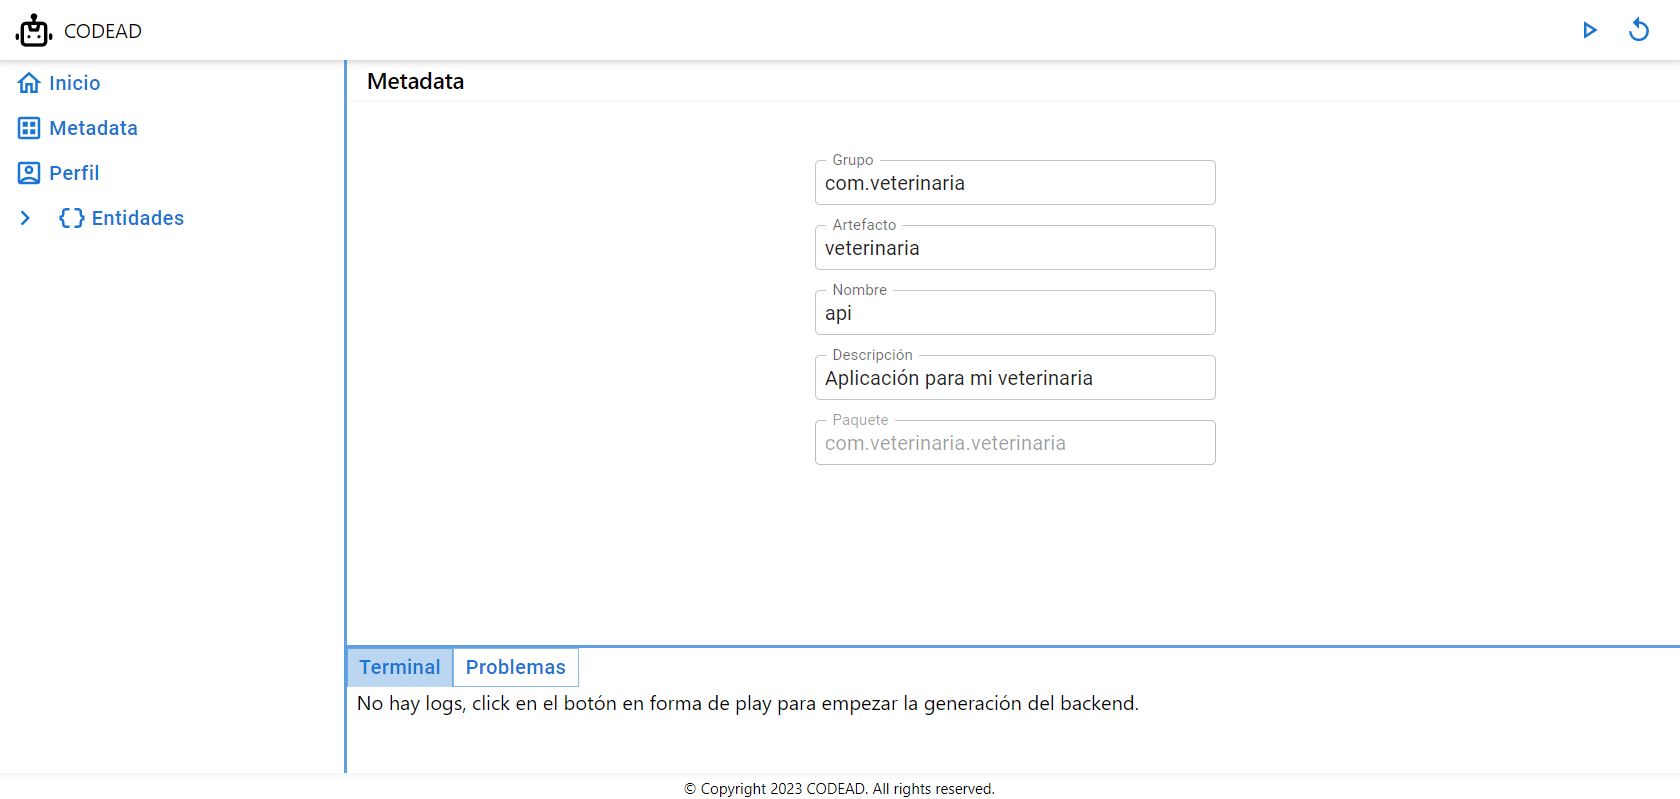 CODEAD
Inicio
Metadata
Perfil
Entidades
Metadata
Grupo
com.veterinaria
Artefacto
veterinaria
Nombre
api
Descripción
Aplicación para mi veterinaria
Paquete
com.veterinaria.veterinaria
Terminal Problemas
No hay logs, click en el botón en forma de play para empezar la generación del backend.
© Copyright 2023 CODEAD. All rights reserved.